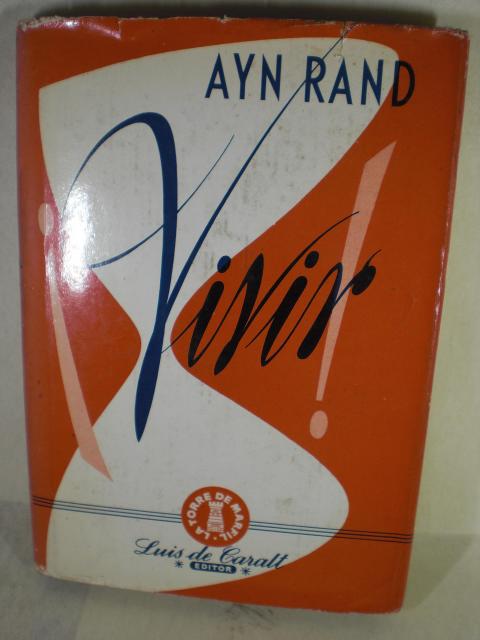 AYN RAND
¡Vivir!
LA TORRE DE MARFIL
Luis de Caralt
* EDITOR *